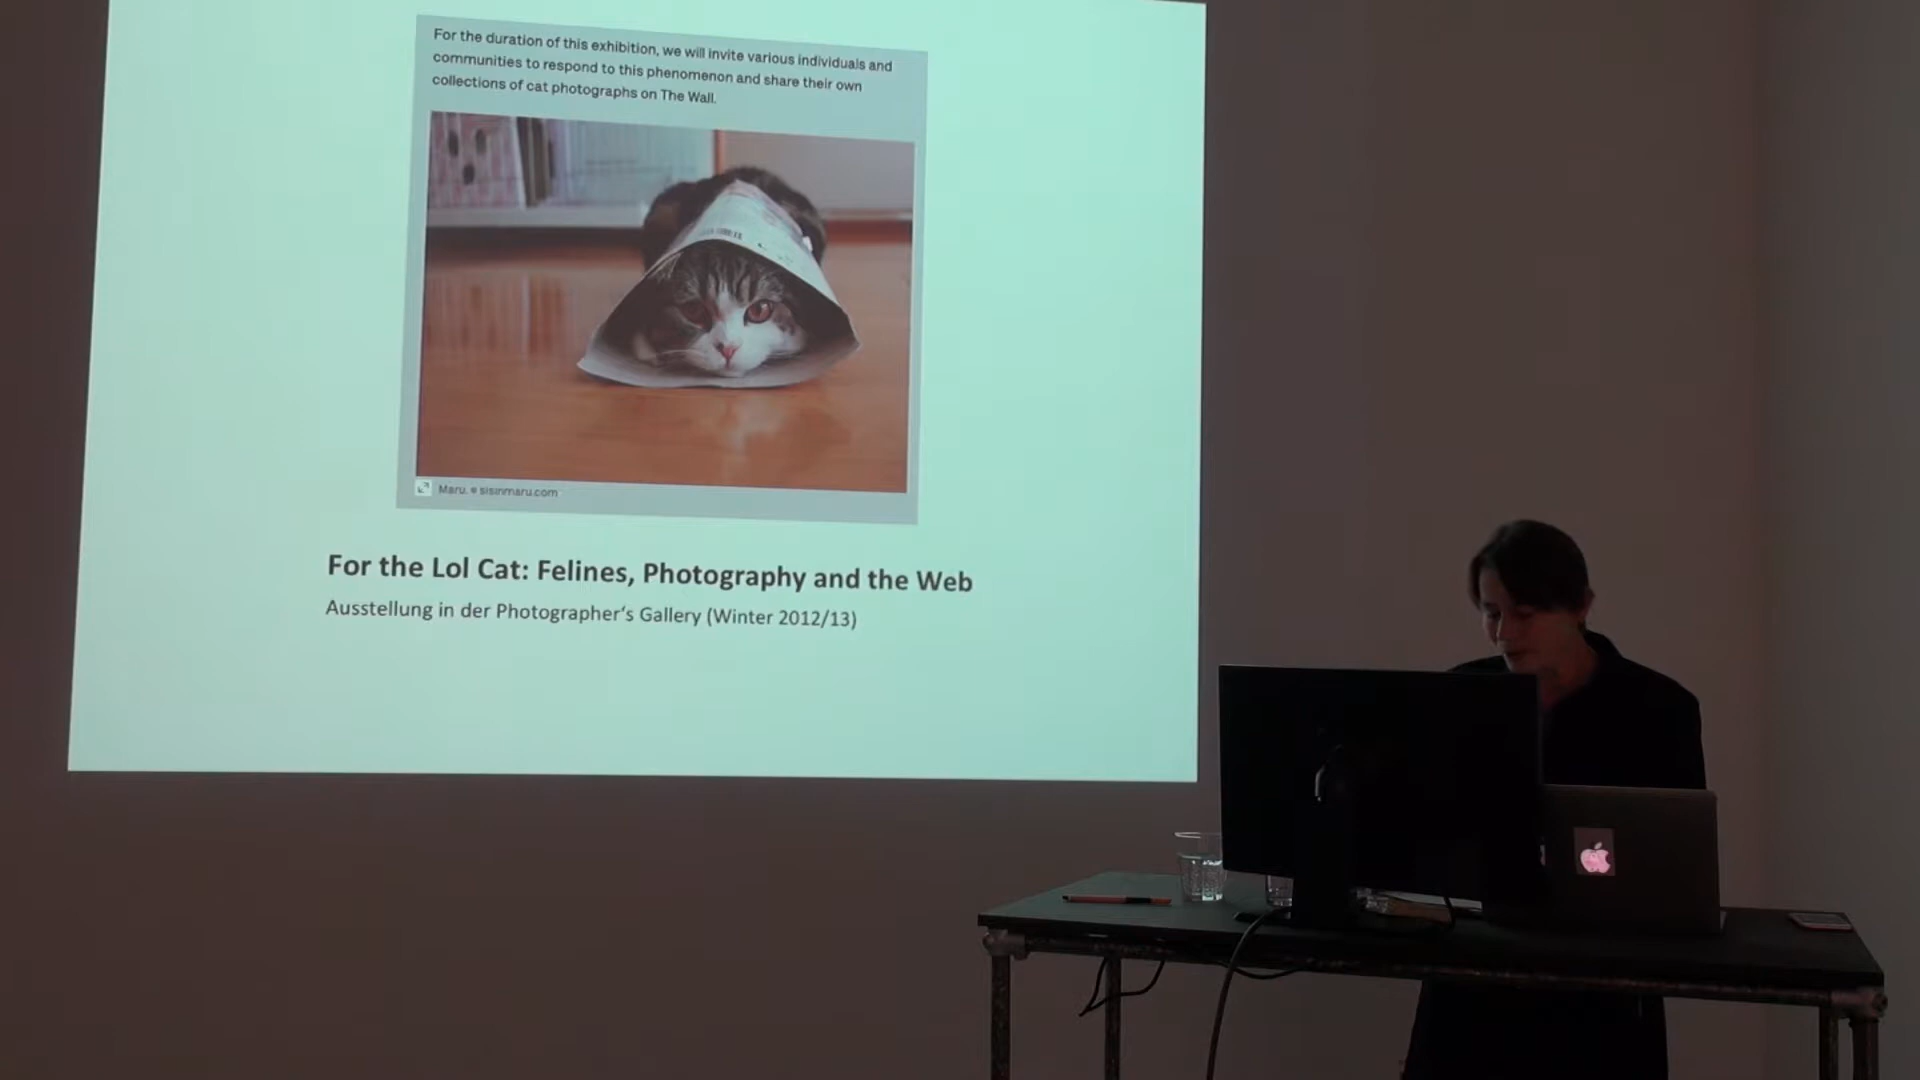 For the duration of this exhibition, we will invite various individuals and
communities to respond to this phenomenon and share their own
collections of cat photographs on The Wall.
Maru. © sisinmaru.com
For the Lol Cat: Felines, Photography and the Web
Ausstellung in der Photographer's Gallery (Winter 2012/13)